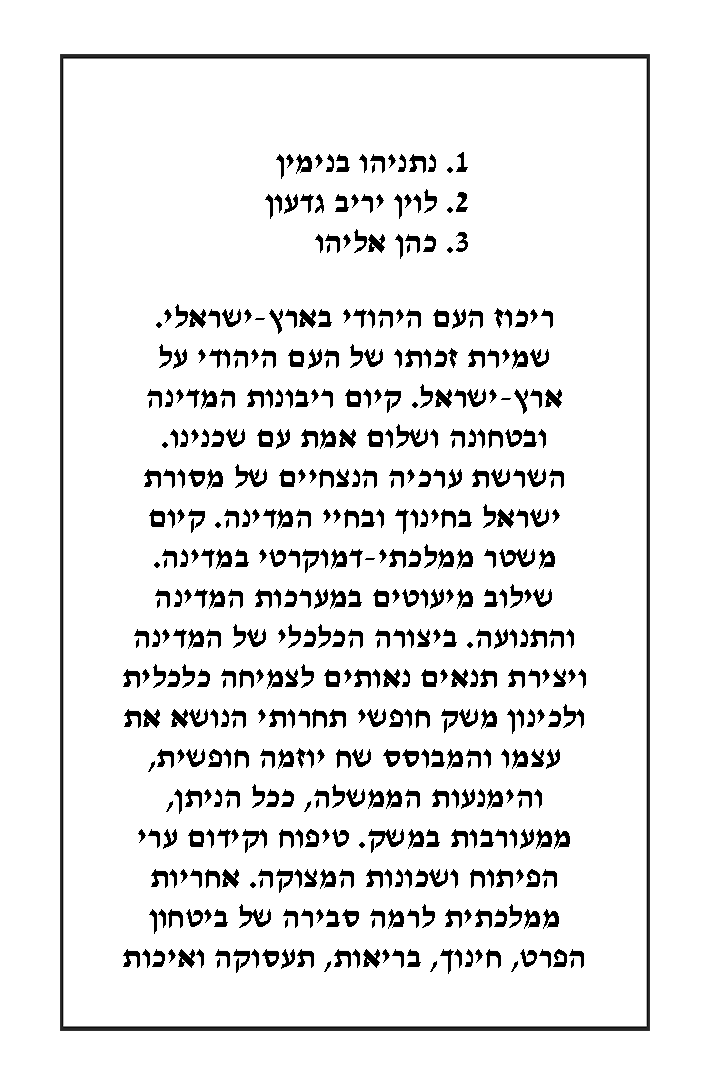 1. נתניהו בנימין
2. לוין יריב גדעון
3. כהן אליהו
ריכוז העם היהודי בארץ-ישראלי.
שמירת זכותו של העם היהודי על
ארץ-ישראל. קיום ריבונות המדינה
ובטחונה ושלום אמת עם שכנינו.
השרשת ערכיה הנצחיים של מסורת
ישראל בחינוך ובחיי המדינה. קיום
משטר ממלכתי-דמוקרטי במדינה.
שילוב מיעוטים במערכות המדינה
והתנועה. ביצורה הכלכלי של המדינה
ויצירת תנאים נאותים לצמיחה כלכלית
ולכינון משק חופשי תחרותי הנושא את
עצמו והמבוסס שח יוזמה חופשית,
והימנעות הממשלה, ככל הניתן,
ממעורבות במשק. טיפוח וקידום ערי
הפיתוח ושכונות המצוקה. אחריות
ממלכתית לרמה סבירה של ביטחון
הפרט, חינוך, בריאות, תעסוקה ואיכות